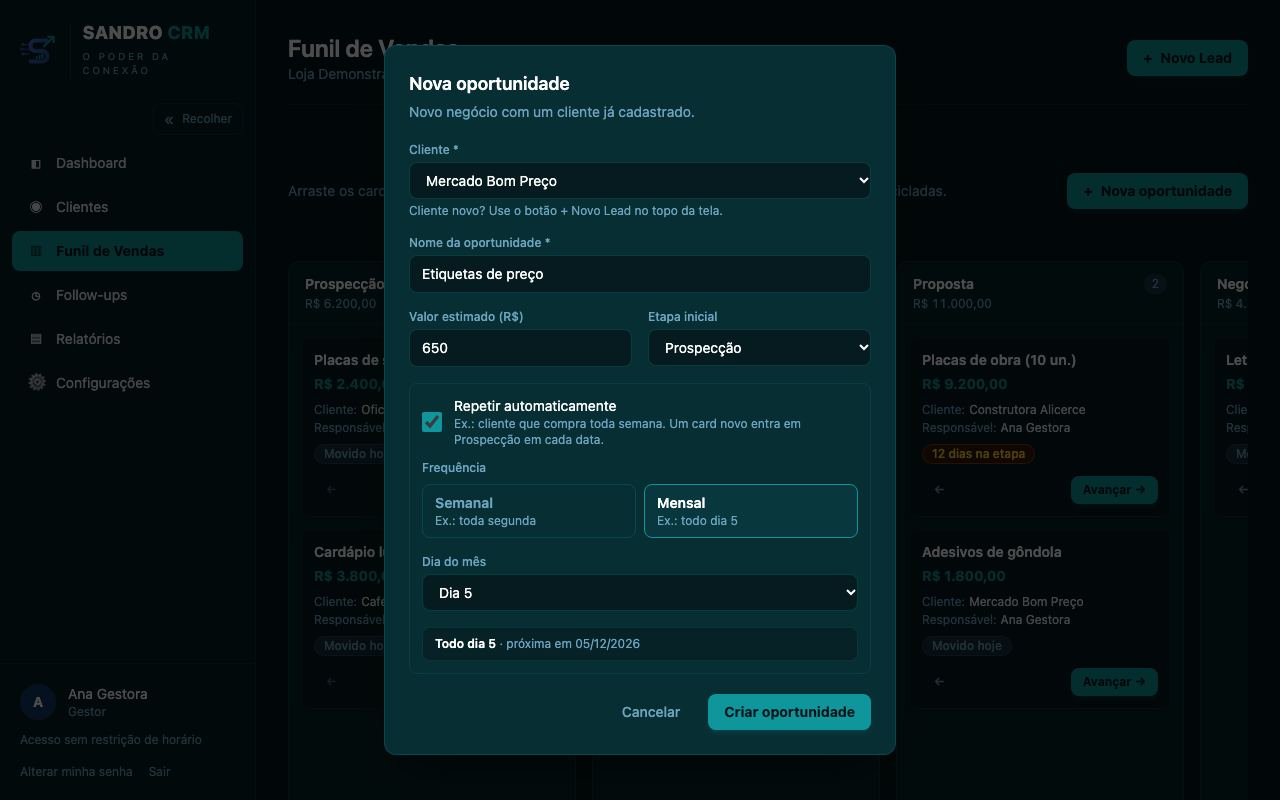 SANDRO CRM
O PODER DA
CONEXÃO
« Recolher
Dashboard
Clientes
Funil de Vendas
Follow-ups
Relatórios
Configurações
A
Ana Gestora
Gestor
Acesso sem restrição de horário
Alterar minha senha
Sair
Funil de Vendas
Loja Demonstra
+ Novo Lead
Arraste os card
icladas.
+ Nova oportunidade
Prospecção
R$ 6.200,00
Placas de s
R$ 2.400,
Cliente: Ofic
Responsável:
Movido ho
←
Cardápio l
R$ 3.800,
Cliente: Cafe
Responsável:
Movido ho
←
Nova oportunidade
Novo negócio com um cliente já cadastrado.
Cliente *
Mercado Bom Preço
Cliente novo? Use o botão + Novo Lead no topo da tela.
Nome da oportunidade *
Etiquetas de preço
Valor estimado (R$)
Etapa inicial
650
Prospecção
Repetir automaticamente
Ex.: cliente que compra toda semana. Um card novo entra em
Prospecção em cada data.
Frequência
Semanal
Ex.: toda segunda
Mensal
Ex.: todo dia 5
Dia do mês
Dia 5
Todo dia 5 · próxima em 05/12/2026
Cancelar
Criar oportunidade
Proposta
2
R$ 11.000,00
Placas de obra (10 un.)
R$ 9.200,00
Cliente: Construtora Alicerce
Responsável: Ana Gestora
12 dias na etapa
←
Avançar →
Adesivos de gôndola
R$ 1.800,00
Cliente: Mercado Bom Preço
Responsável: Ana Gestora
Movido hoje
←
Avançar →
Nego
R$ 4.
Let
R$
Clie
Res
M
←